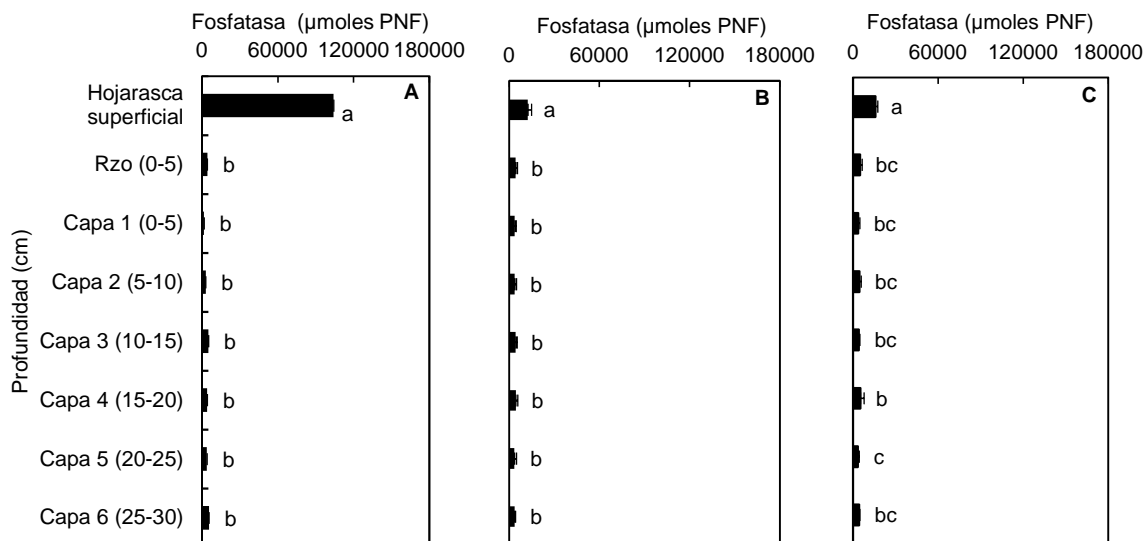 Fosfatasa (µmoles PNF)
0 60000 120000 180000
Fosfatasa (µmoles PNF)
0 60000 120000 180000
Fosfatasa (µmoles PNF)
0 60000 120000 180000
A
B
C
Profundidad (cm)
Hojarasca
superficial
a
a
a
Rzo (0-5)
b
b
bc
Capa 1 (0-5)
b
b
bc
Capa 2 (5-10)
b
b
bc
Capa 3 (10-15)
b
b
bc
Capa 4 (15-20)
b
b
b
Capa 5 (20-25)
b
b
c
Capa 6 (25-30)
b
b
bc